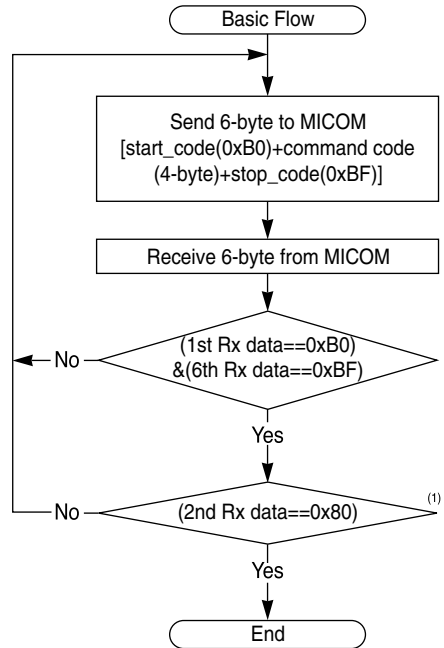 Basic Flow
Send 6-byte to MICOM
[start_code(0xB0)+command code
(4-byte)+stop_code(0xBF)]
Receive 6-byte from MICOM
(1st Rx data==0xB0)
&(6th Rx data==0xBF)
No
Yes
(2nd Rx data==0x80)
(1)
No
Yes
End